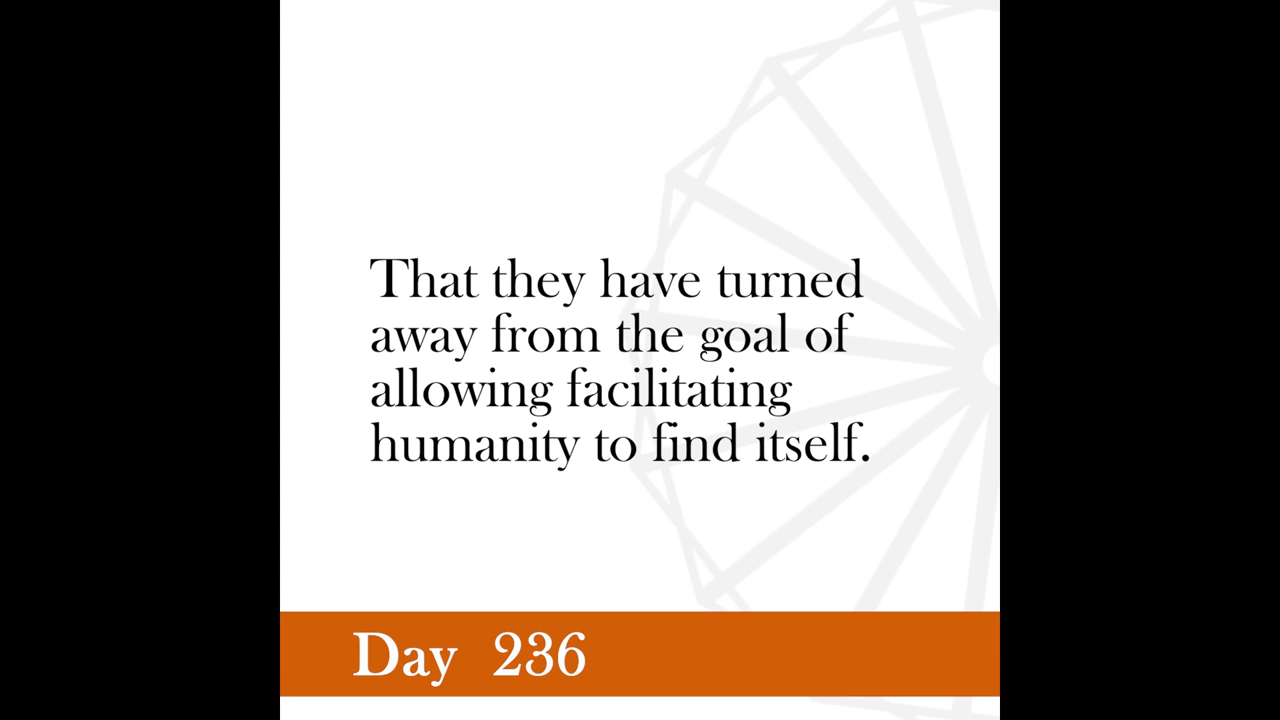 That they have turned
away from the goal of
allowing facilitating
humanity to find itself.
Day 236